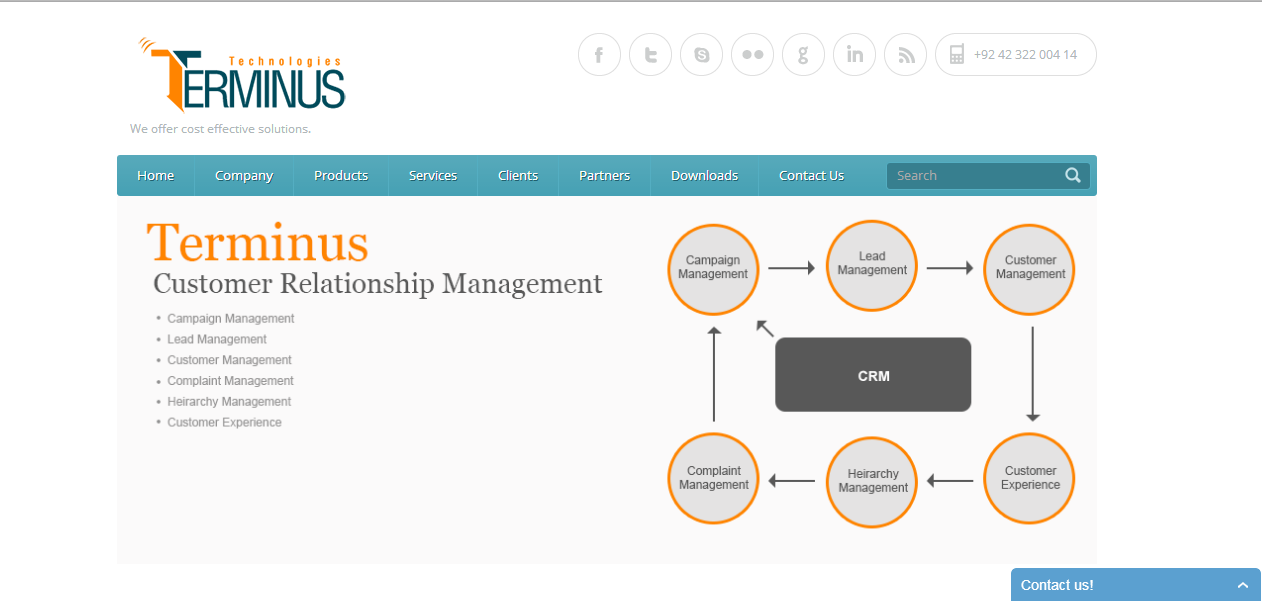 Technologies
TERMINUS
We offer cost effective solutions.
+92 42 322 004 14
Home Company Products Services Clients Partners Downloads Contact Us Search
Terminus
Customer Relationship Management
• Campaign Management
• Lead Management
• Customer Management
• Complaint Management
• Heirarchy Management
• Customer Experience
Campaign
Management
Lead
Management
Customer
Management
CRM
Complaint
Management
Heirarchy
Management
Customer
Experience
Contact us!